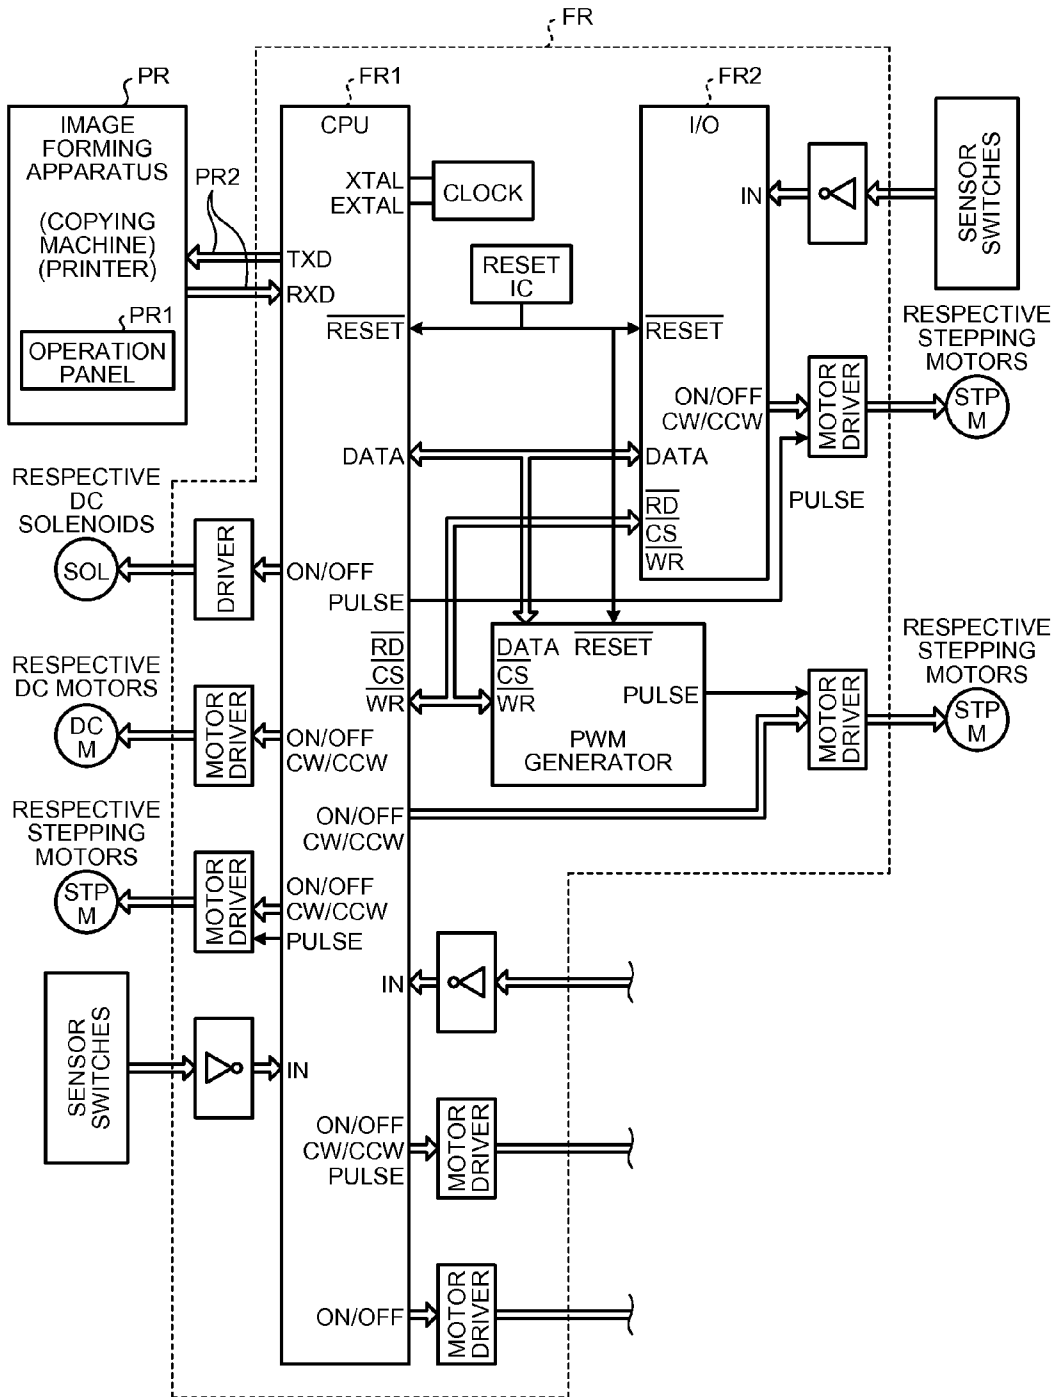 FR
PR
FR1
FR2
IMAGE
FORMING
APPARATUS
(COPYING
MACHINE)
(PRINTER)
PR1
OPERATION
PANEL
PR2
CPU
XTAL
EXTAL
CLOCK
TXD
RXD
RESET
IC
RESET
I/O
IN
SENSOR
SWITCHES
RESET
RESPECTIVE
STEPPING
MOTORS
ON/OFF
CW/CCW
MOTOR
DRIVER
STP
M
DATA
DATA
PULSE
RD
CS
WR
RESPECTIVE
DC
SOLENOIDS
SOL
DRIVER
ON/OFF
PULSE
RD
CS
WR
DATA
RESET
CS
WR
PULSE
PWM
GENERATOR
RESPECTIVE
STEPPING
MOTORS
MOTOR
DRIVER
STP
M
RESPECTIVE
DC MOTORS
DC
M
MOTOR
DRIVER
ON/OFF
CW/CCW
ON/OFF
CW/CCW
RESPECTIVE
STEPPING
MOTORS
STP
M
MOTOR
DRIVER
ON/OFF
CW/CCW
PULSE
IN
SENSOR
SWITCHES
IN
ON/OFF
CW/CCW
PULSE
MOTOR
DRIVER
ON/OFF
MOTOR
DRIVER